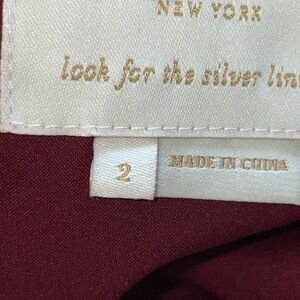 NEW YORK
look for the silver lin
2
MADE IN CHINA